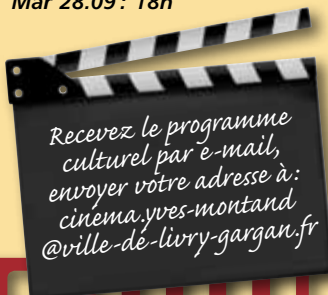 Mar 28.09 : 18h
Recevez le programme
culturel par e-mail,
envoyer votre adresse à :
cinéma.yves-montand
@ville-de-livry-gargan.fr